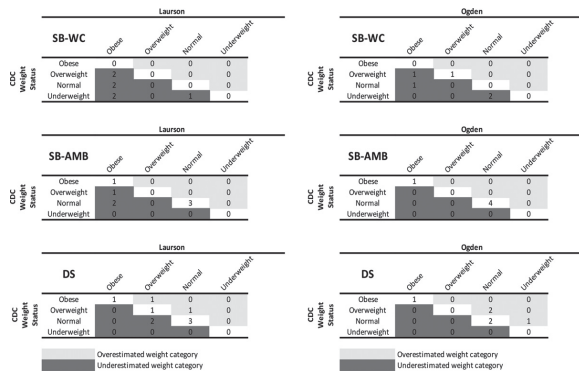 Laurson
SB-WC Obese Overweight Normal Underweight
CDC Weight Status
Obese 0 0 0 0
Overweight 2 0 0 0
Normal 2 0 0 0
Underweight 2 0 1 0
Ogden
SB-WC Obese Overweight Normal Underweight
CDC Weight Status
Obese 0 0 0 0
Overweight 1 1 0 0
Normal 1 0 0 0
Underweight 0 0 2 0
Laurson
SB-AMB Obese Overweight Normal Underweight
CDC Weight Status
Obese 1 0 0 0
Overweight 1 0 0 0
Normal 2 0 3 0
Underweight 0 0 0 0
Ogden
SB-AMB Obese Overweight Normal Underweight
CDC Weight Status
Obese 1 0 0 0
Overweight 0 0 0 0
Normal 0 0 4 0
Underweight 0 0 0 0
Laurson
DS Obese Overweight Normal Underweight
CDC Weight Status
Obese 1 1 0 0
Overweight 0 1 1 0
Normal 0 2 3 0
Underweight 0 0 0 0
Overestimated weight category
Underestimated weight category
Ogden
DS Obese Overweight Normal Underweight
CDC Weight Status
Obese 1 0 0 0
Overweight 0 0 2 0
Normal 0 0 2 1
Underweight 0 0 0 0
Overestimated weight category
Underestimated weight category